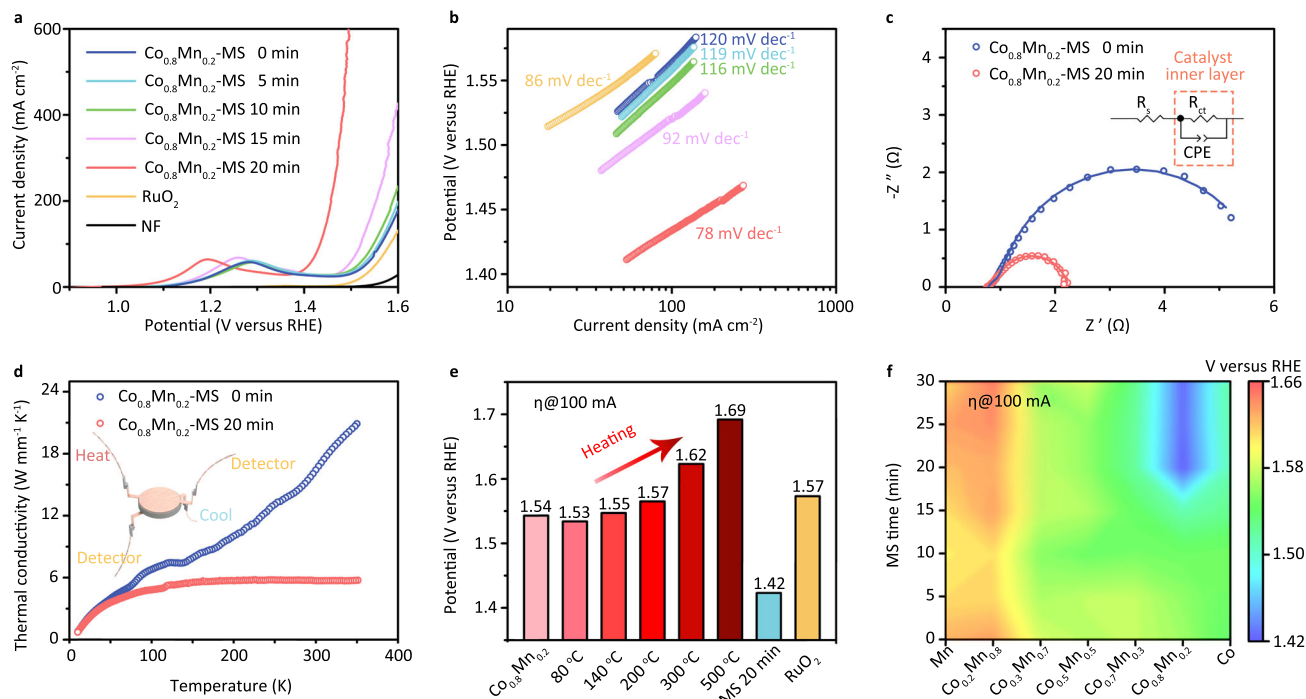 a
600
400
200
0
Current density (mA cm⁻²)
Co₀.₈Mn₀.₂-MS 0 min
Co₀.₈Mn₀.₂-MS 5 min
Co₀.₈Mn₀.₂-MS 10 min
Co₀.₈Mn₀.₂-MS 15 min
Co₀.₈Mn₀.₂-MS 20 min
RuO₂
NF
1.0 1.2 1.4 1.6
Potential (V versus RHE)
b
1.55
1.50
1.45
1.40
Potential (V versus RHE)
120 mV dec⁻¹
119 mV dec⁻¹
116 mV dec⁻¹
86 mV dec⁻¹
92 mV dec⁻¹
78 mV dec⁻¹
10 100 1000
Current density (mA cm⁻²)
c
4
3
2
1
0
-Z″ (Ω)
Co₀.₈Mn₀.₂-MS 0 min
Co₀.₈Mn₀.₂-MS 20 min
Catalyst
inner layer
Rₛ
R_ct
CPE
0 2 4 6
Z′ (Ω)
d
24
21
18
15
12
9
6
3
0
Thermal conductivity (W mm⁻¹ K⁻¹)
Co₀.₈Mn₀.₂-MS 0 min
Co₀.₈Mn₀.₂-MS 20 min
Heat
Detector
Cool
Detector
0 100 200 300 400
Temperature (K)
e
η@100 mA
1.7
1.6
1.5
1.4
Potential (V versus RHE)
Heating
1.54
1.53
1.55
1.57
1.62
1.69
1.42
1.57
Co₀.₈Mn₀.₂
80 °C
140 °C
200 °C
300 °C
500 °C
MS 20 min
RuO₂
f
V versus RHE
η@100 mA
30
25
20
15
10
5
0
MS time (min)
Mn
Co₀.₂Mn₀.₈
Co₀.₃Mn₀.₇
Co₀.₅Mn₀.₅
Co₀.₇Mn₀.₃
Co₀.₈Mn₀.₂
Co
1.66
1.58
1.50
1.42